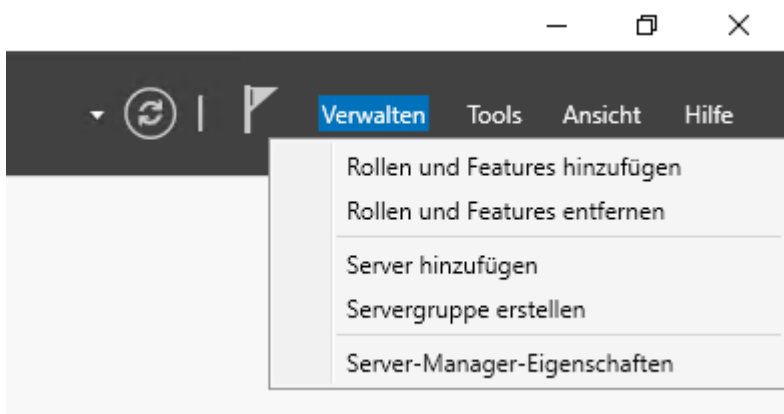 Verwalten Tools Ansicht Hilfe
Rollen und Features hinzufügen
Rollen und Features entfernen
Server hinzufügen
Servergruppe erstellen
Server-Manager-Eigenschaften